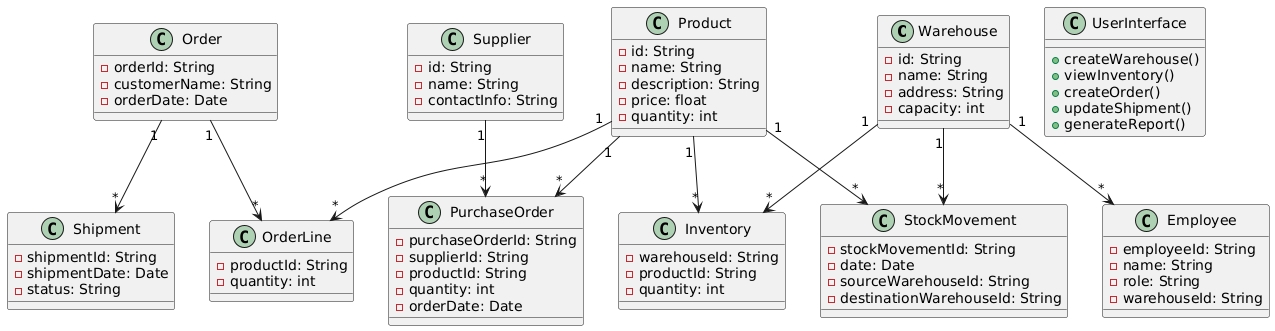 C Order
orderId: String
customerName: String
orderDate: Date
C Supplier
id: String
name: String
contactInfo: String
C Product
id: String
name: String
description: String
price: float
quantity: int
C Warehouse
id: String
name: String
address: String
capacity: int
C UserInterface
createWarehouse()
viewInventory()
createOrder()
updateShipment()
generateReport()
1
1
1
1
1
1
1
1
1
1
*
*
*
*
*
*
*
*
*
*
C Shipment
shipmentId: String
shipmentDate: Date
status: String
C OrderLine
productId: String
quantity: int
C PurchaseOrder
purchaseOrderId: String
supplierId: String
productId: String
quantity: int
orderDate: Date
C Inventory
warehouseId: String
productId: String
quantity: int
C StockMovement
stockMovementId: String
date: Date
sourceWarehouseId: String
destinationWarehouseId: String
C Employee
employeeId: String
name: String
role: String
warehouseId: String